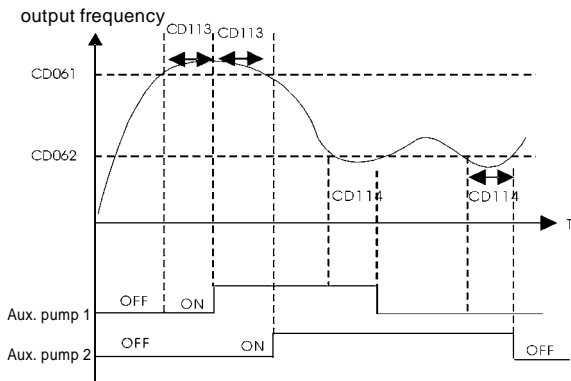 output frequency
CD113 CD113
CD061
CD062
CD114
CD114
T
Aux. pump 1 OFF ON
Aux. pump 2 OFF ON OFF